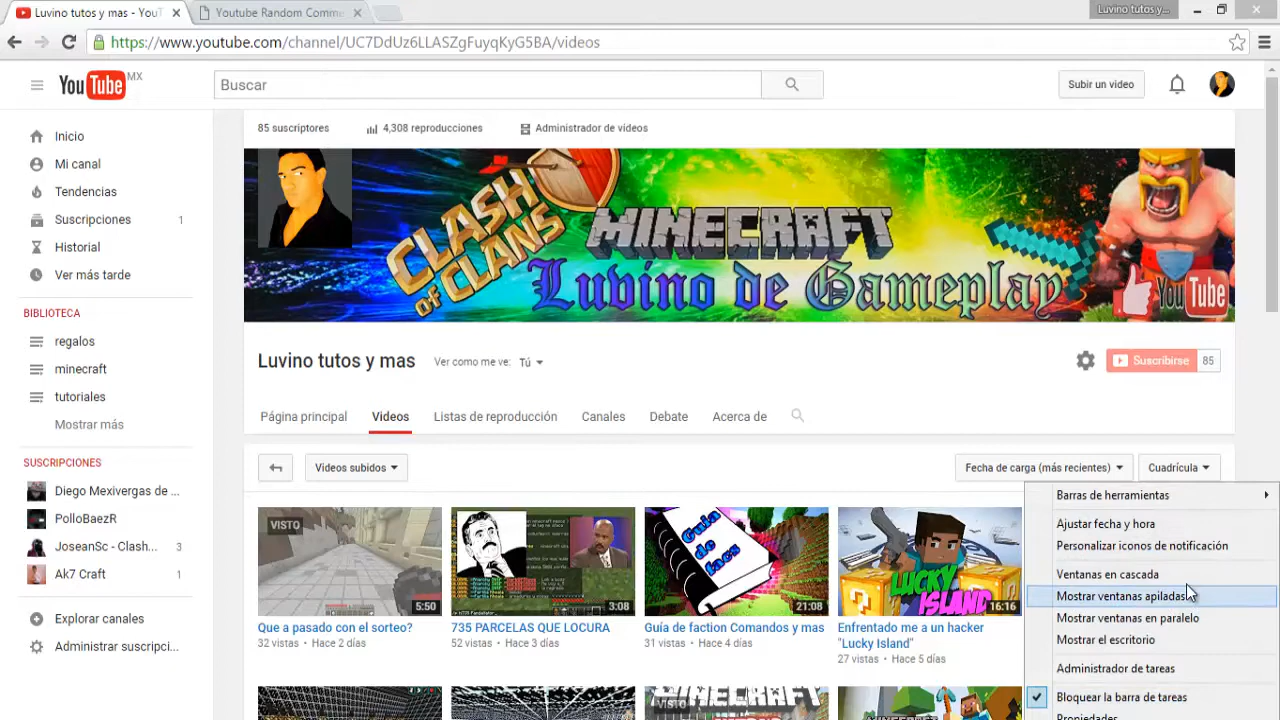 Luvino tutos y mas - YouT
Youtube Random Comme
Luvino tutos y...
https://www.youtube.com/channel/UC7DdUz6LLASZgFuyqKyG5BA/videos
YouTube MX
Buscar
Subir un video
85 suscriptores
4,308 reproducciones
Administrador de videos
Inicio
Mi canal
Tendencias
Suscripciones 1
Historial
Ver más tarde
BIBLIOTECA
regalos
minecraft
tutoriales
Mostrar más
SUSCRIPCIONES
Diego Mexivergas de ...
PolloBaezR
JoseanSc - Clash... 3
Ak7 Craft 1
Explorar canales
Administrar suscripci...
CLASH
OF CLANS
MINECRAFT
Luvino de Gameplay
YouTube
Luvino tutos y mas
Ver como me ve: Tú
Suscribirse 85
Página principal
Videos
Listas de reproducción
Canales
Debate
Acerca de
Videos subidos
Fecha de carga (más recientes)
Cuadrícula
VISTO
5:50
Que a pasado con el sorteo?
32 vistas • Hace 2 días
3:08
735 PARCELAS QUE LOCURA
52 vistas • Hace 3 días
Guia
de
facs
21:08
Guía de faction Comandos y mas
31 vistas • Hace 4 días
LUCKY
ISLAND
16:16
Enfrentado me a un hacker
"Lucky Island"
27 vistas • Hace 5 días
VISTO
MINECRAFT
Barras de herramientas
Ajustar fecha y hora
Personalizar iconos de notificación
Ventanas en cascada
Mostrar ventanas apiladas
Mostrar ventanas en paralelo
Mostrar el escritorio
Administrador de tareas
Bloquear la barra de tareas
Propiedades